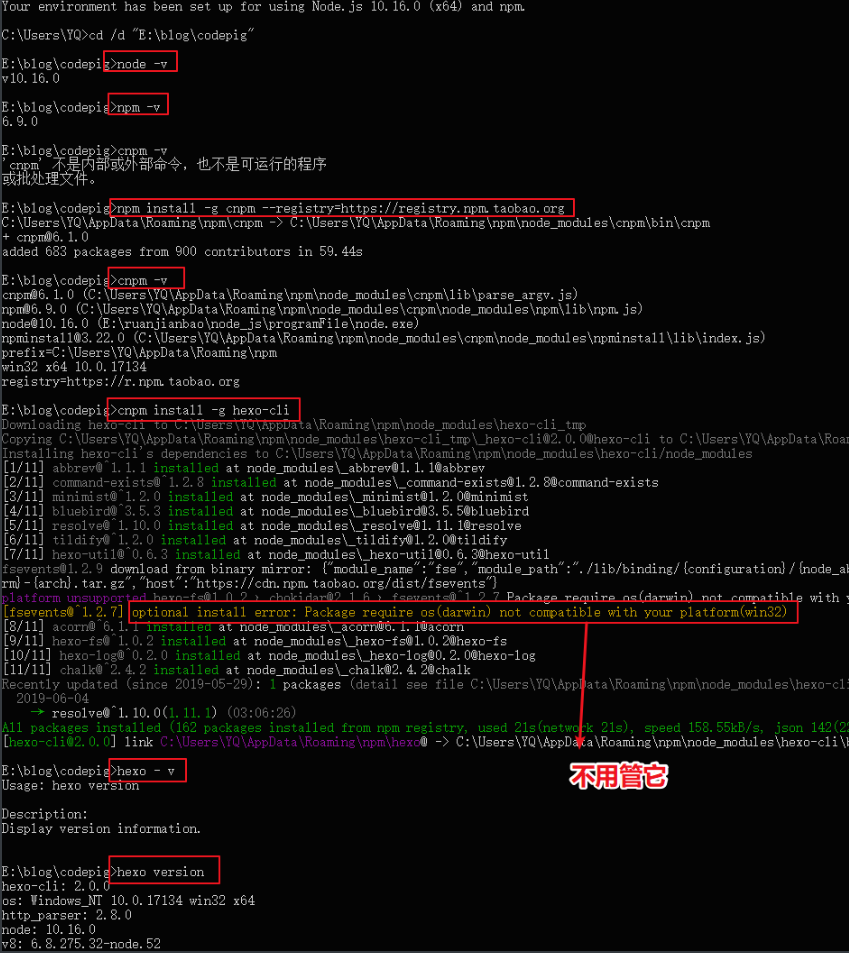 Your environment has been set up for using Node.js 10.16.0 (x64) and npm.
C:\Users\YQ>cd /d "E:\blog\codepig"
E:\blog\codepig>node -v
v10.16.0
E:\blog\codepig>npm -v
6.9.0
E:\blog\codepig>cnpm -v
'cnpm' 不是内部或外部命令，也不是可运行的程序
或批处理文件。
E:\blog\codepig>npm install -g cnpm --registry=https://registry.npm.taobao.org
C:\Users\YQ\AppData\Roaming\npm\cnpm -> C:\Users\YQ\AppData\Roaming\npm\node_modules\cnpm\bin\cnpm
+ cnpm@6.1.0
added 683 packages from 900 contributors in 59.44s
E:\blog\codepig>cnpm -v
cnpm@6.1.0 (C:\Users\YQ\AppData\Roaming\npm\node_modules\cnpm\lib\parse_argv.js)
npm@6.9.0 (C:\Users\YQ\AppData\Roaming\npm\node_modules\cnpm\node_modules\npm\lib\npm.js)
node@10.16.0 (E:\ruanjianbao\node_js\programFile\node.exe)
npminstall@3.22.0 (C:\Users\YQ\AppData\Roaming\npm\node_modules\cnpm\node_modules\npminstall\lib\index.js)
prefix=C:\Users\YQ\AppData\Roaming\npm
win32 x64 10.0.17134
registry=https://r.npm.taobao.org
E:\blog\codepig>cnpm install -g hexo-cli
Downloading hexo-cli to C:\Users\YQ\AppData\Roaming\npm\node_modules\hexo-cli_tmp
Copying C:\Users\YQ\AppData\Roaming\npm\node_modules\hexo-cli_tmp\_hexo-cli@2.0.0@hexo-cli to C:\Users\YQ\AppData\Roam
Installing hexo-cli's dependencies to C:\Users\YQ\AppData\Roaming\npm\node_modules\hexo-cli/node_modules
[1/11] abbrev@^1.1.1 installed at node_modules\_abbrev@1.1.1@abbrev
[2/11] command-exists@^1.2.8 installed at node_modules\_command-exists@1.2.8@command-exists
[3/11] minimist@^1.2.0 installed at node_modules\_minimist@1.2.0@minimist
[4/11] bluebird@^3.5.3 installed at node_modules\_bluebird@3.5.5@bluebird
[5/11] resolve@^1.10.0 installed at node_modules\_resolve@1.11.1@resolve
[6/11] tildify@^1.2.0 installed at node_modules\_tildify@1.2.0@tildify
[7/11] hexo-util@^0.6.3 installed at node_modules\_hexo-util@0.6.3@hexo-util
fsevents@1.2.9 download from binary mirror: {"module_name":"fse","module_path":"./lib/binding/{configuration}/{node_ab
rm}-{arch}.tar.gz","host":"https://cdn.npm.taobao.org/dist/fsevents"}
platform unsupported hexo-fs@1.0.2 › chokidar@2.1.6 › fsevents@^1.2.7 Package require os(darwin) not compatible with y
[fsevents@^1.2.7] optional install error: Package require os(darwin) not compatible with your platform(win32)
[8/11] acorn@^6.1.1 installed at node_modules\_acorn@6.1.1@acorn
[9/11] hexo-fs@^1.0.2 installed at node_modules\_hexo-fs@1.0.2@hexo-fs
[10/11] hexo-log@^0.2.0 installed at node_modules\_hexo-log@0.2.0@hexo-log
[11/11] chalk@^2.4.2 installed at node_modules\_chalk@2.4.2@chalk
Recently updated (since 2019-05-29): 1 packages (detail see file C:\Users\YQ\AppData\Roaming\npm\node_modules\hexo-cli
2019-06-04
→ resolve@^1.10.0(1.11.1) (03:06:26)
All packages installed (162 packages installed from npm registry, used 21s(network 21s), speed 158.55kB/s, json 142(22
[hexo-cli@2.0.0] link C:\Users\YQ\AppData\Roaming\npm\hexo@ -> C:\Users\YQ\AppData\Roaming\npm\node_modules\hexo-cli\b
E:\blog\codepig>hexo - v
不用管它
Usage: hexo version
Description:
Display version information.
E:\blog\codepig>hexo version
hexo-cli: 2.0.0
os: Windows_NT 10.0.17134 win32 x64
http_parser: 2.8.0
node: 10.16.0
v8: 6.8.275.32-node.52